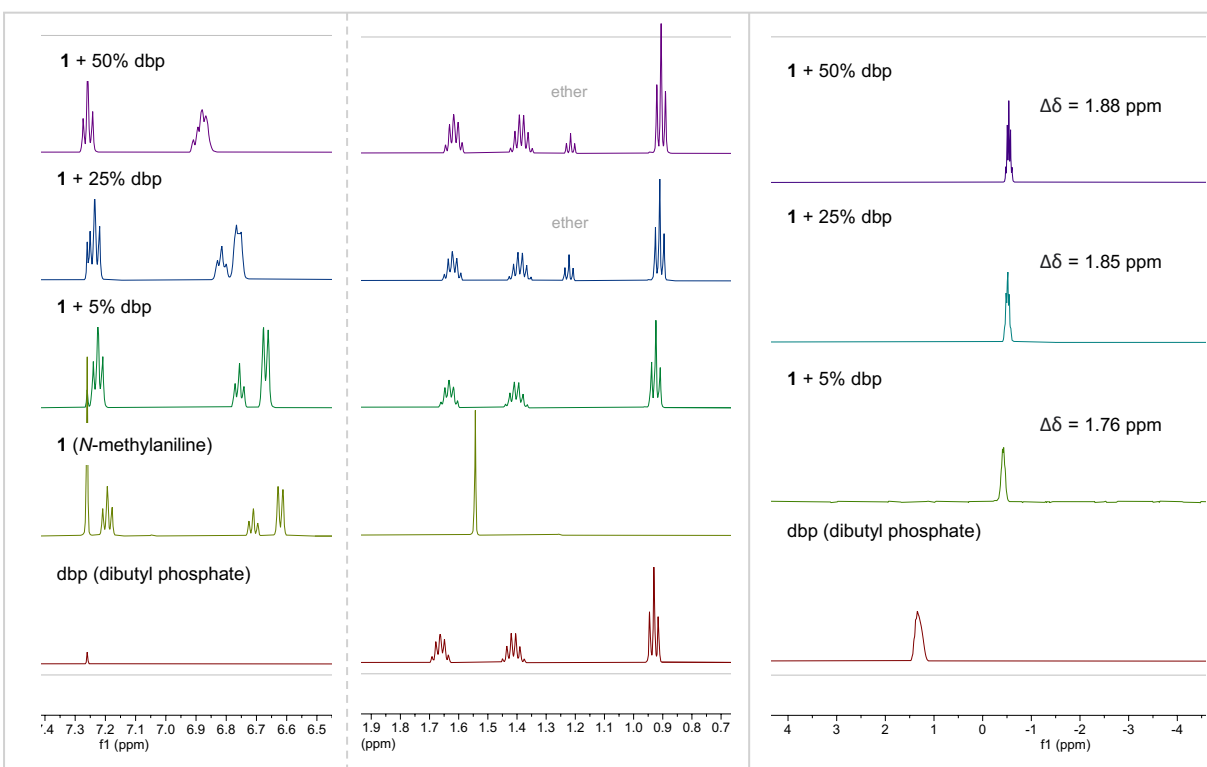 1 + 50% dbp
1 + 25% dbp
1 + 5% dbp
1 (N-methylaniline)
dbp (dibutyl phosphate)
7.4 7.2 7.1 7.0 6.9 6.8 6.7 6.6 6.5
f1 (ppm)
ether
ether
1.9 1.8 1.7 1.6 1.5 1.4 1.3 1.2 1.1 1.0 0.9 0.8 0.7
(ppm)
1 + 50% dbp
Δδ = 1.88 ppm
1 + 25% dbp
Δδ = 1.85 ppm
1 + 5% dbp
Δδ = 1.76 ppm
dbp (dibutyl phosphate)
4 3 2 1 0 -1 -2 -3 -4
f1 (ppm)